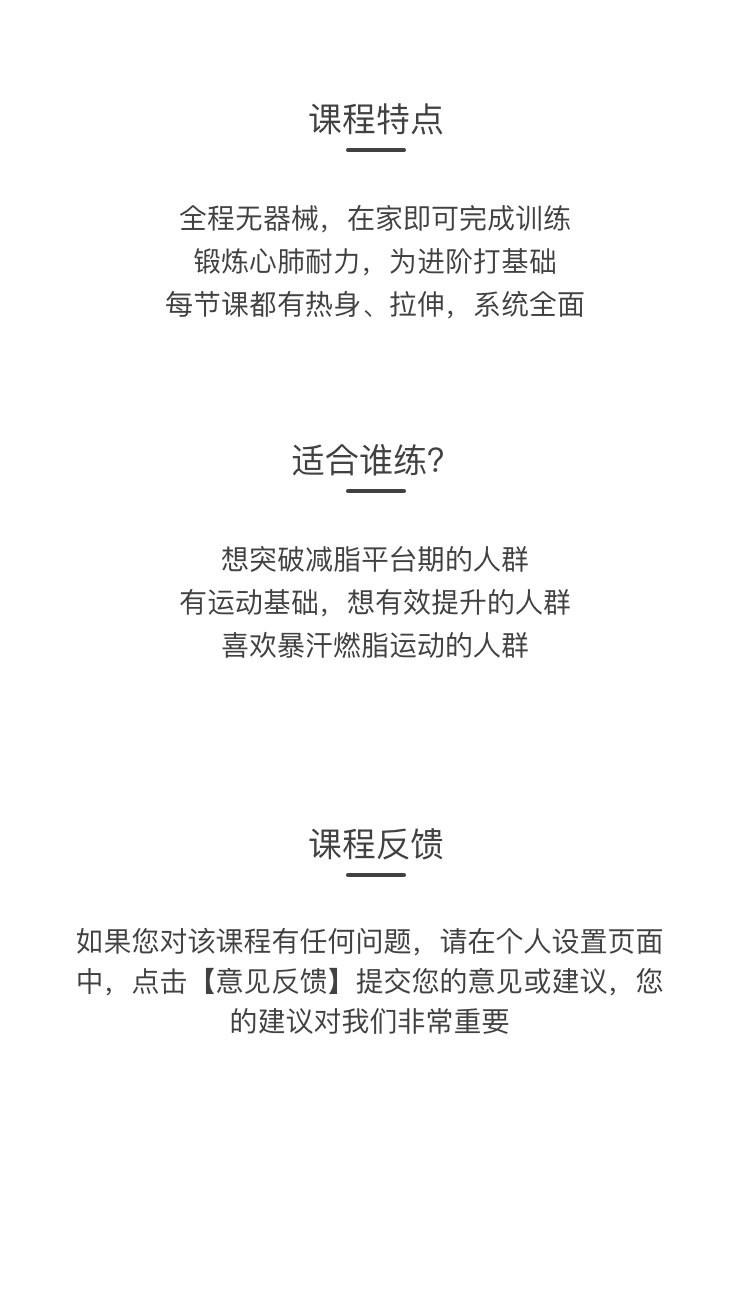 课程特点
全程无器械，在家即可完成训练
锻炼心肺耐力，为进阶打基础
每节课都有热身、拉伸，系统全面
适合谁练？
想突破减脂平台期的人群
有运动基础，想有效提升的人群
喜欢暴汗燃脂运动的人群
课程反馈
如果您对该课程有任何问题，请在个人设置页面
中，点击【意见反馈】提交您的意见或建议，您
的建议对我们非常重要